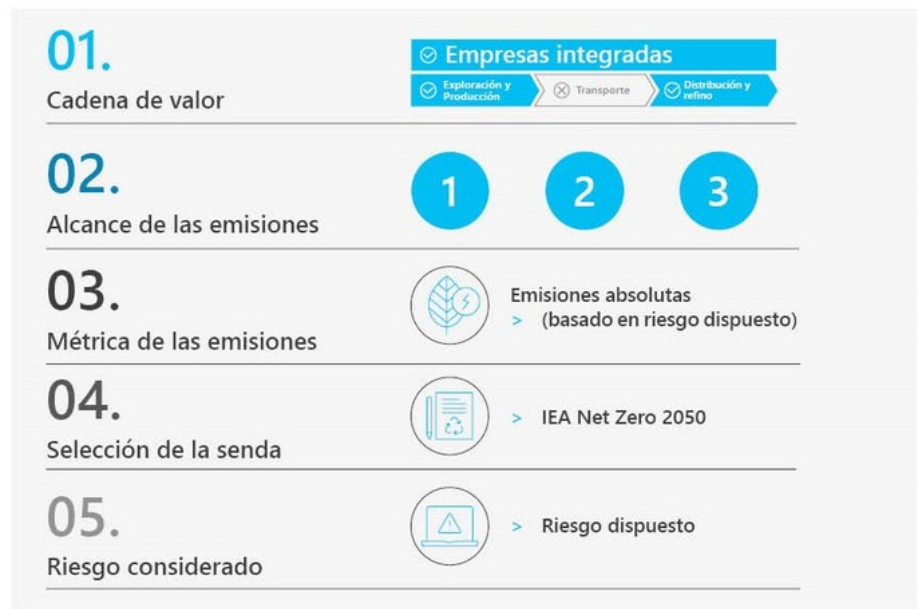 01.
Cadena de valor
Empresas integradas
Exploración y
Producción
Transporte
Distribución y
refino
02.
Alcance de las emisiones
1 2 3
03.
Métrica de las emisiones
Emisiones absolutas
> (basado en riesgo dispuesto)
04.
Selección de la senda
> IEA Net Zero 2050
05.
Riesgo considerado
> Riesgo dispuesto